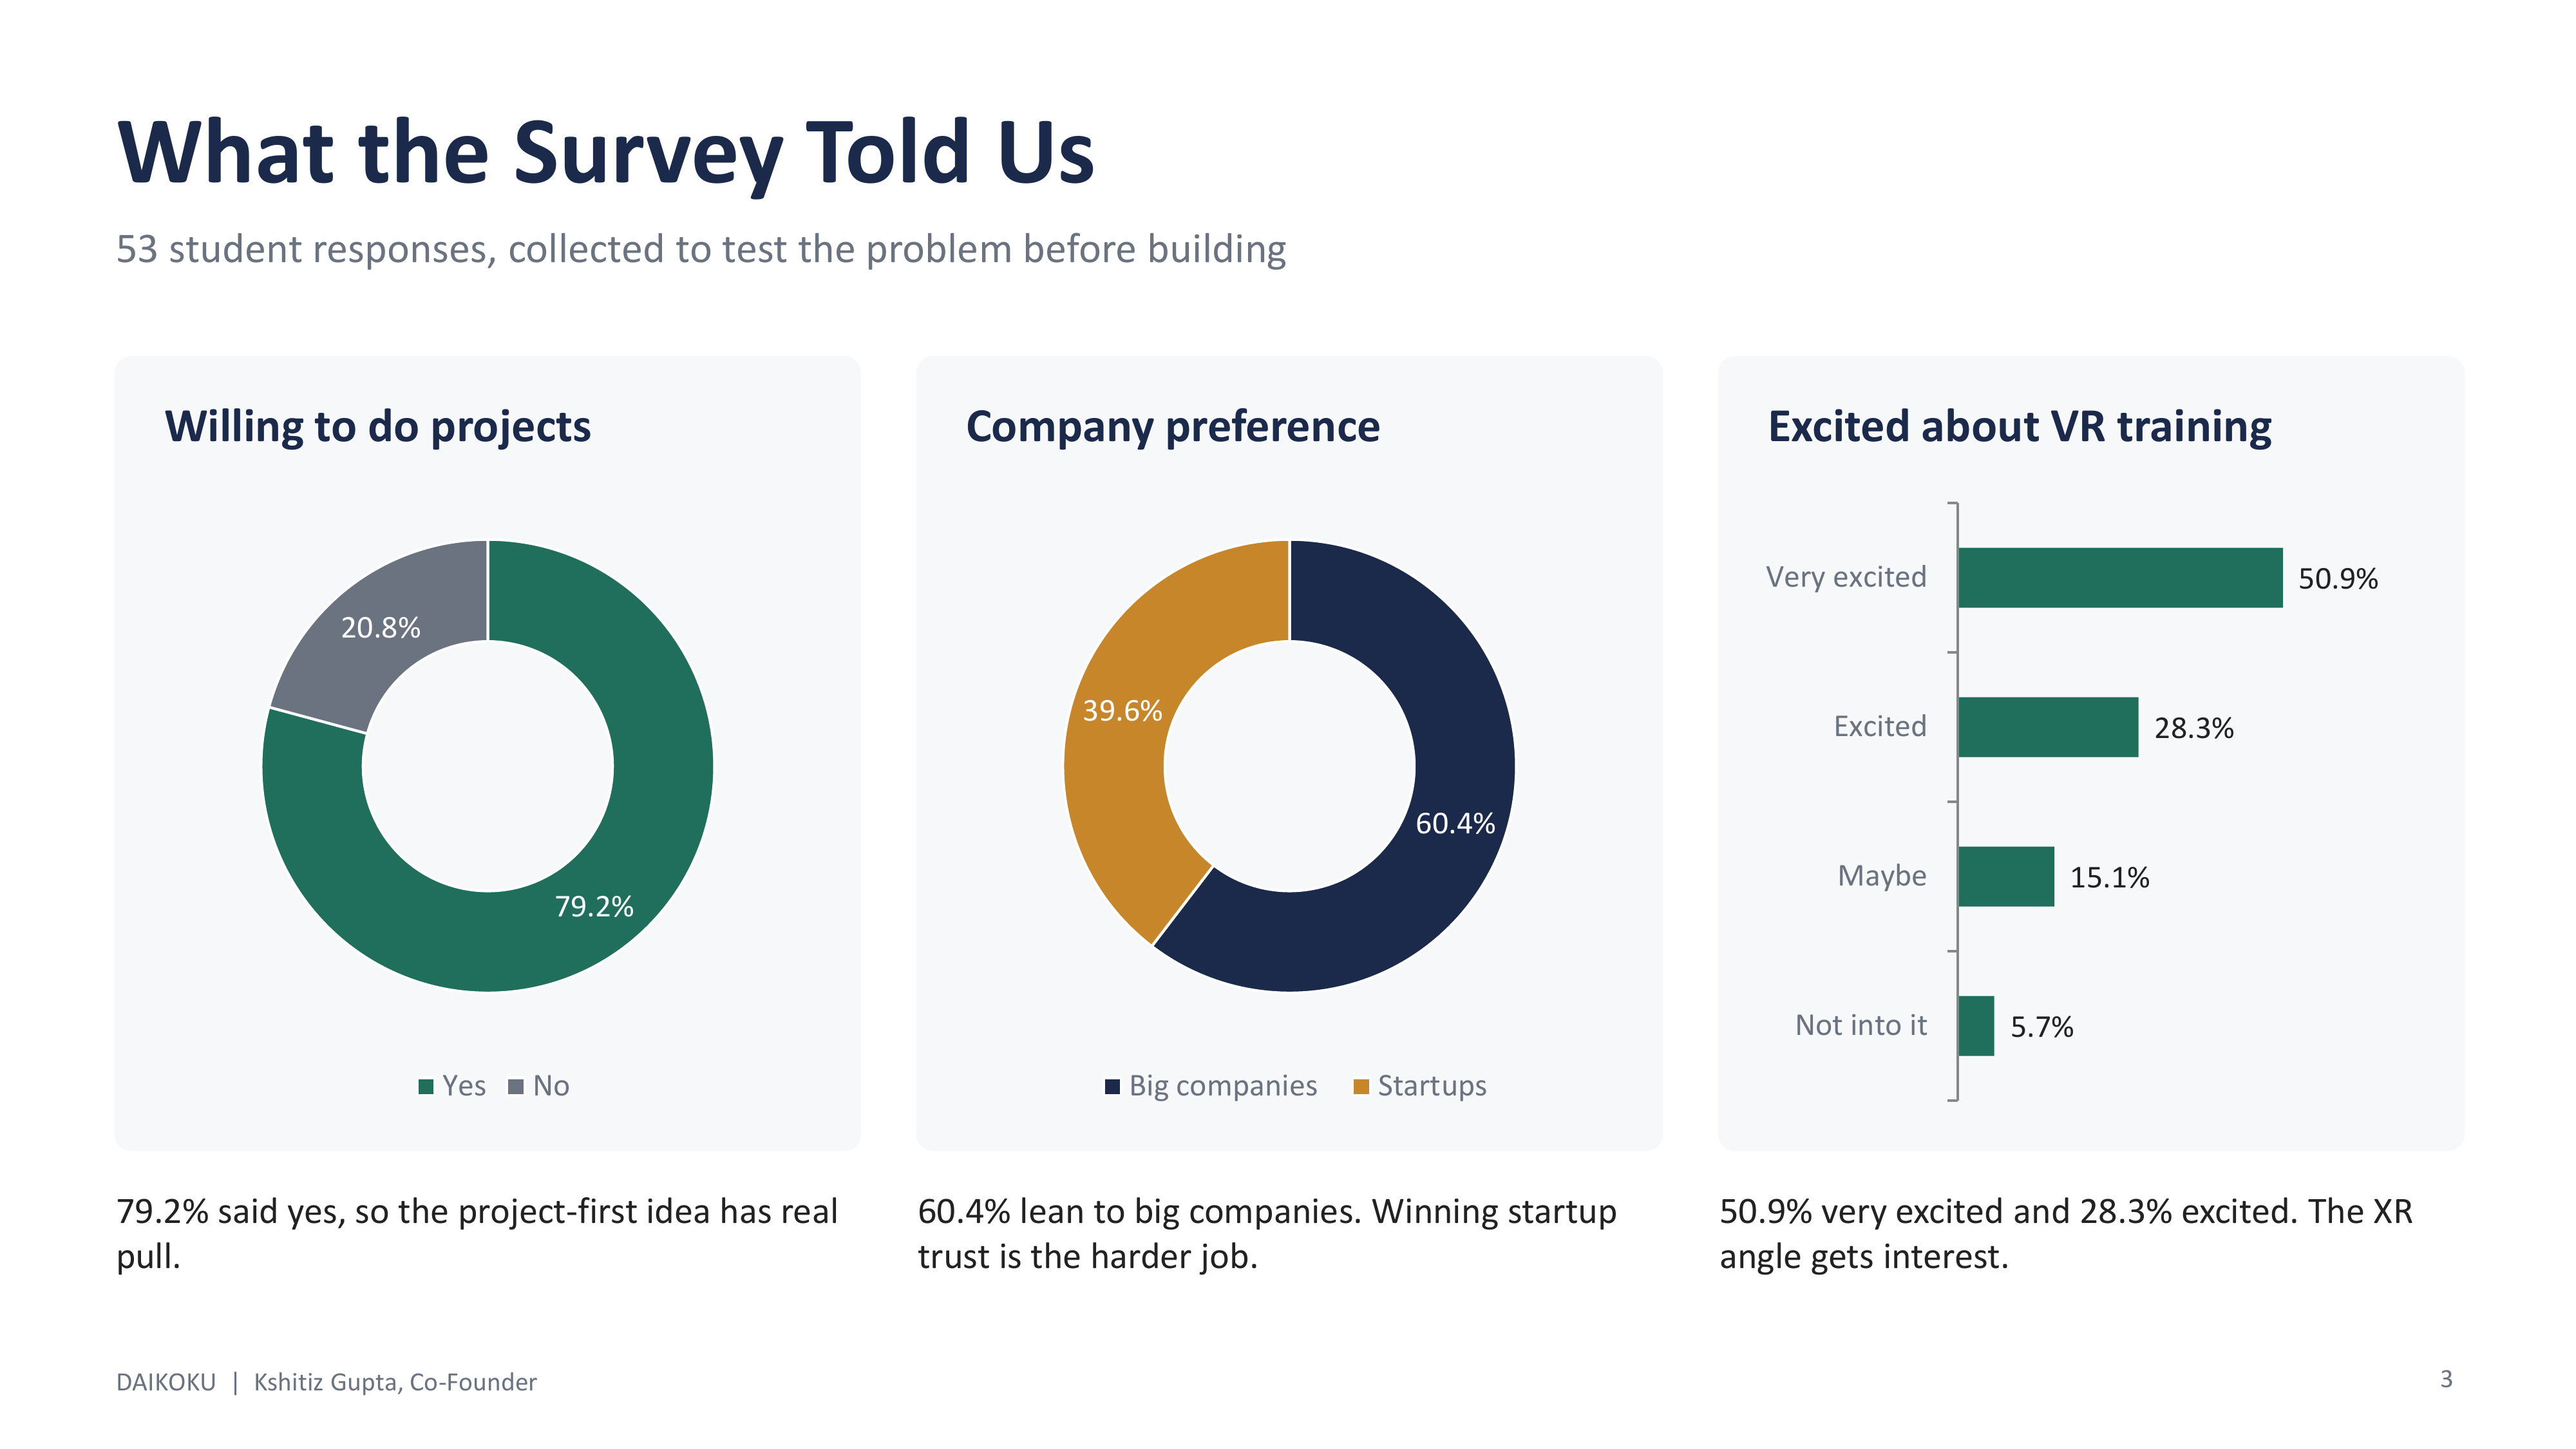 What the Survey Told Us
53 student responses, collected to test the problem before building
Willing to do projects
20.8%
79.2%
Yes No
79.2% said yes, so the project-first idea has real
pull.
Company preference
39.6%
60.4%
Big companies Startups
60.4% lean to big companies. Winning startup
trust is the harder job.
Excited about VR training
Very excited 50.9%
Excited 28.3%
Maybe 15.1%
Not into it 5.7%
50.9% very excited and 28.3% excited. The XR
angle gets interest.
DAIKOKU | Kshitiz Gupta, Co-Founder
3